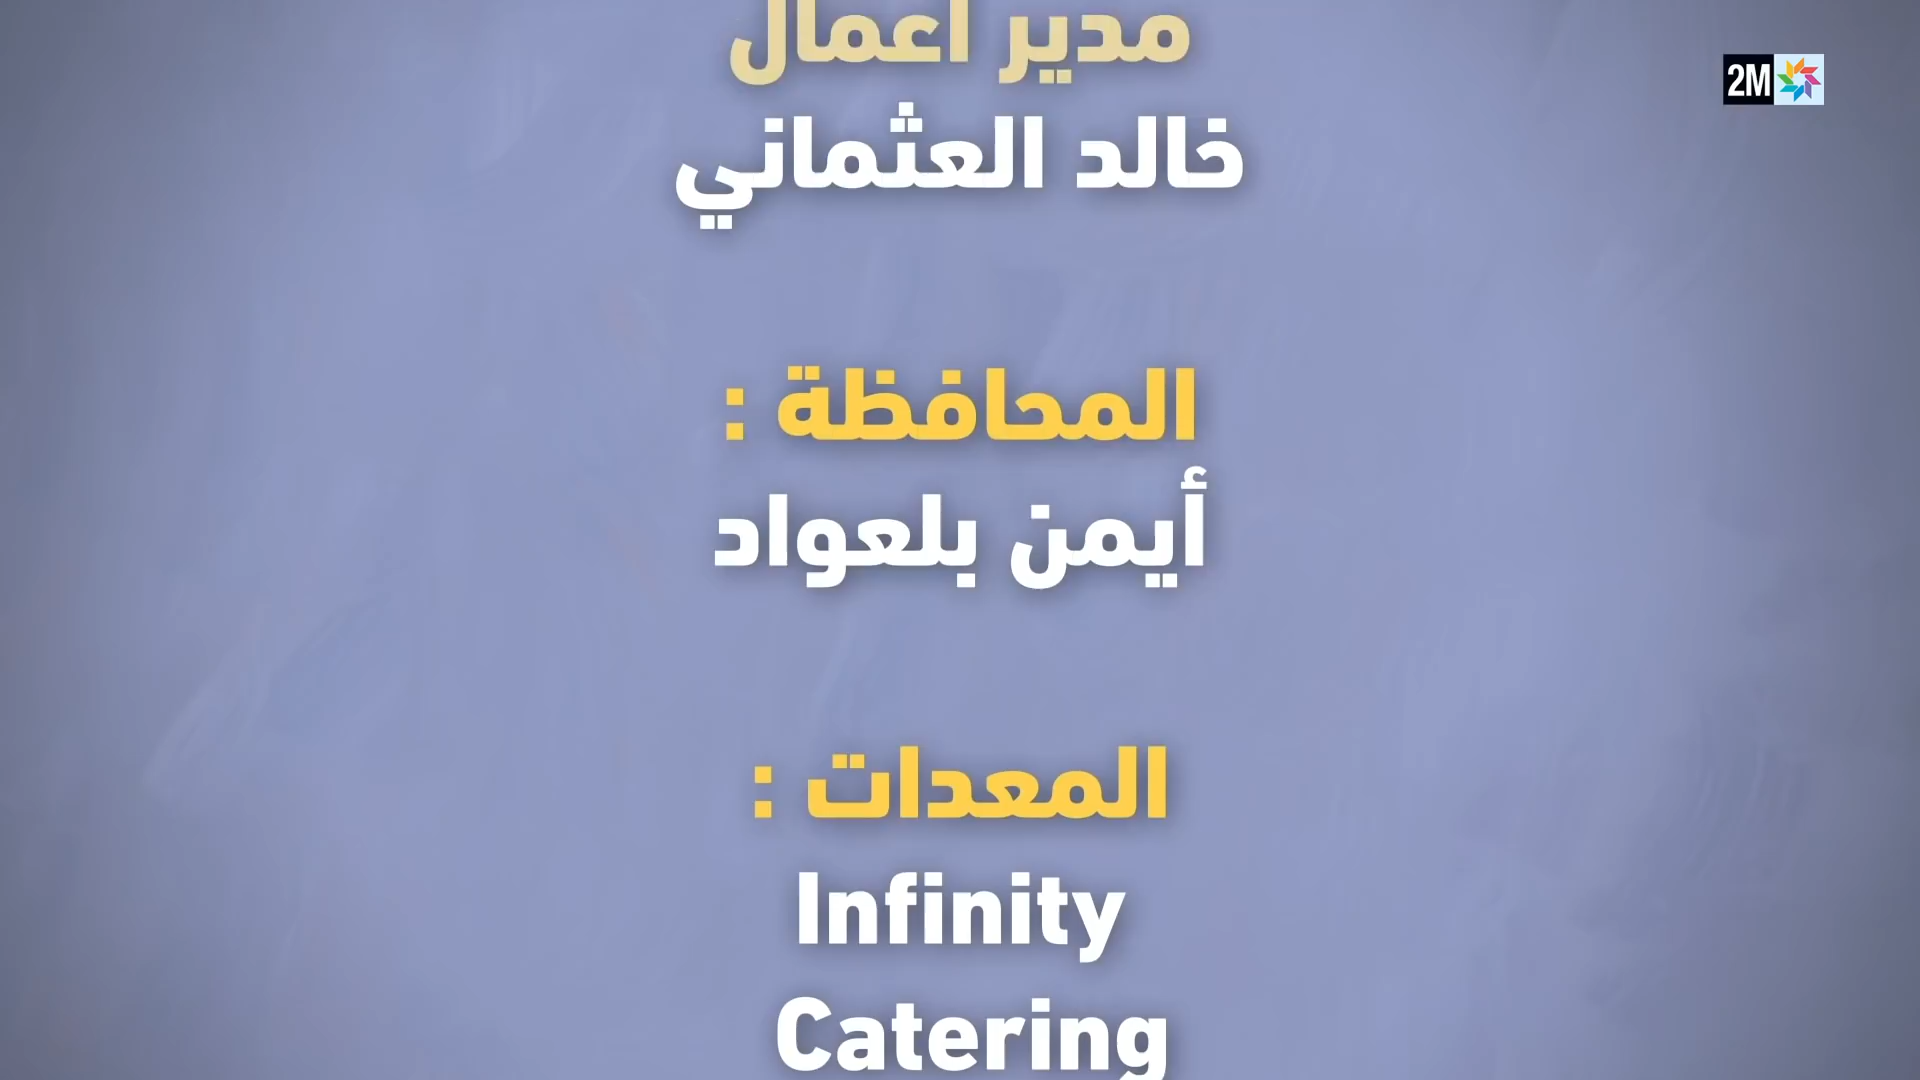 مدير أعمال
خالد العثماني
2M
المحافظة :
أيمن بلعواد
المعدات :
Infinity
Catering